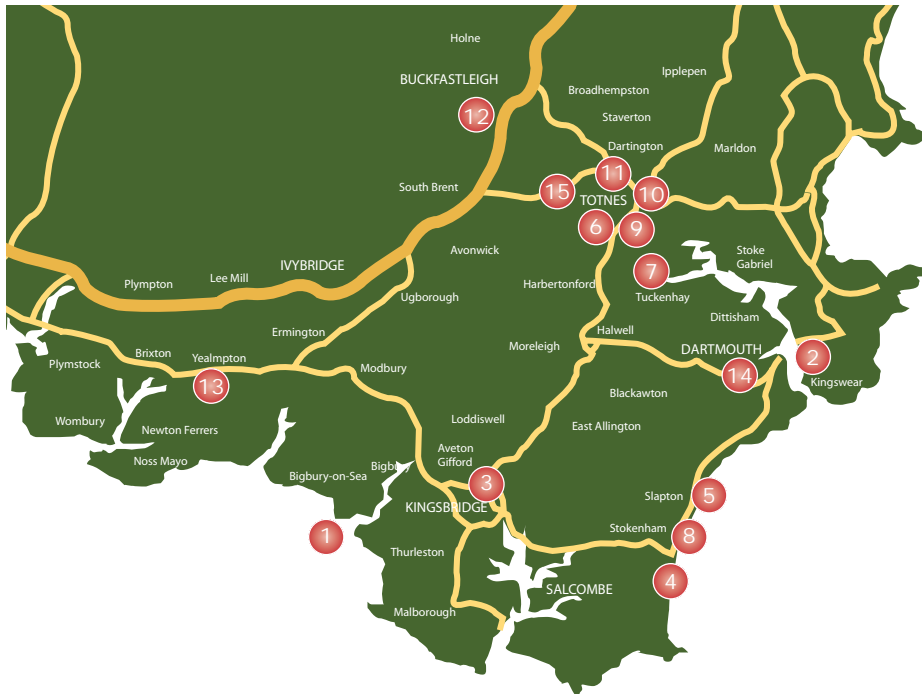 Holne
BUCKFASTLEIGH
Ipplepen
Broadhempston
12
Staverton
Dartington
Marldon
11
South Brent
15
10
TOTNES
6
9
Avonwick
Stoke
Gabriel
IVYBRIDGE
7
Lee Mill
Plympton
Harbertonford
Ugborough
Tuckenhay
Dittisham
Ermington
Halwell
Moreleigh
DARTMOUTH
Brixton
Yealmpton
2
Plymstock
Modbury
14
Kingswear
13
Blackawton
Wombury
Loddiswell
Newton Ferrers
East Allington
Aveton
Gifford
Noss Mayo
Bigbury
Bigbury-on-Sea
3
Slapton
5
KINGSBRIDGE
Stokenham
1
8
Thurleston
4
SALCOMBE
Malborough